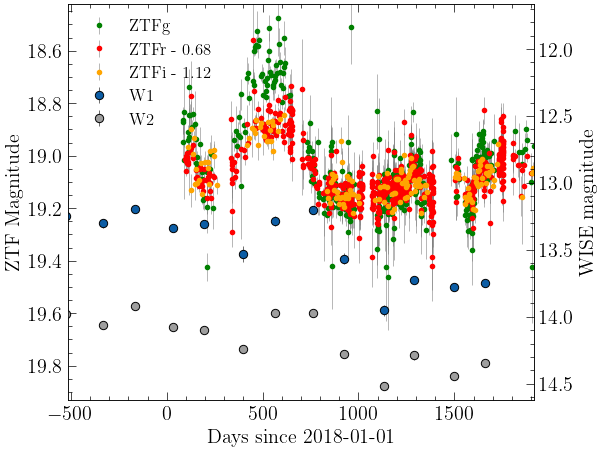 ZTFg
ZTFr - 0.68
ZTFi - 1.12
W1
W2
18.6
18.8
19.0
19.2
19.4
19.6
19.8
ZTF Magnitude
12.0
12.5
13.0
13.5
14.0
14.5
WISE magnitude
−500
0
500
1000
1500
Days since 2018-01-01